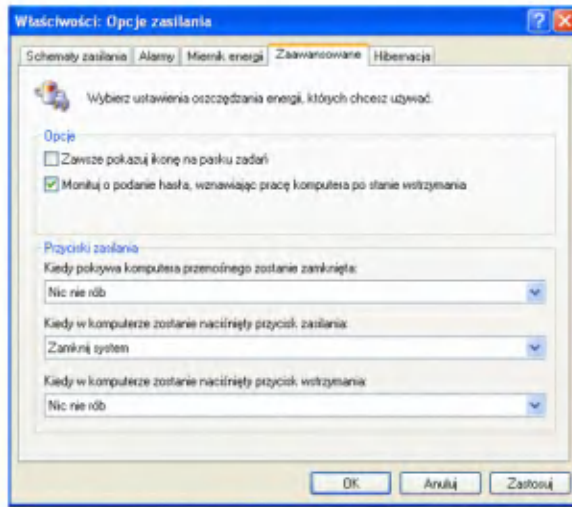 Właściwości: Opcje zasilania
Schematy zasilania Alarmy Miernik energii Zaawansowane Hibernacja
Wybierz ustawienia oszczędzania energii, których chcesz używać.
Opcje
Zawsze pokazuj ikonę na pasku zadań
Monituj o podanie hasła, wznawiając pracę komputera po stanie wstrzymania
Przyciski zasilania
Kiedy pokrywa komputera przenośnego zostanie zamknięta:
Nic nie rób
Kiedy w komputerze zostanie naciśnięty przycisk zasilania:
Zamknij system
Kiedy w komputerze zostanie naciśnięty przycisk wstrzymania:
Nic nie rób
OK Anuluj Zastosuj